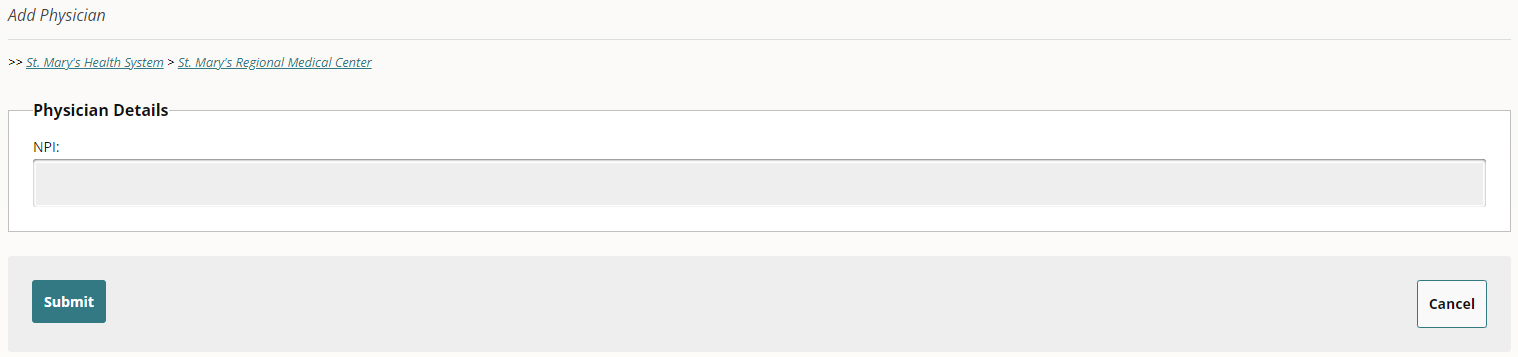 Add Physician
>> St. Mary's Health System > St. Mary's Regional Medical Center
Physician Details
NPI:
Submit
Cancel